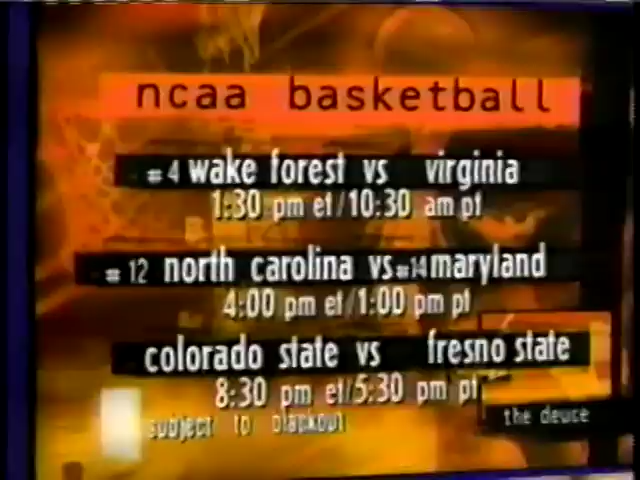 ncaa basketball
#4 wake forest vs virginia
1:30 pm et/10:30 am pt
#12 north carolina vs #14 maryland
4:00 pm et/1:00 pm pt
colorado state vs fresno state
8:30 pm et/5:30 pm pt
subject to blackout
the deuce